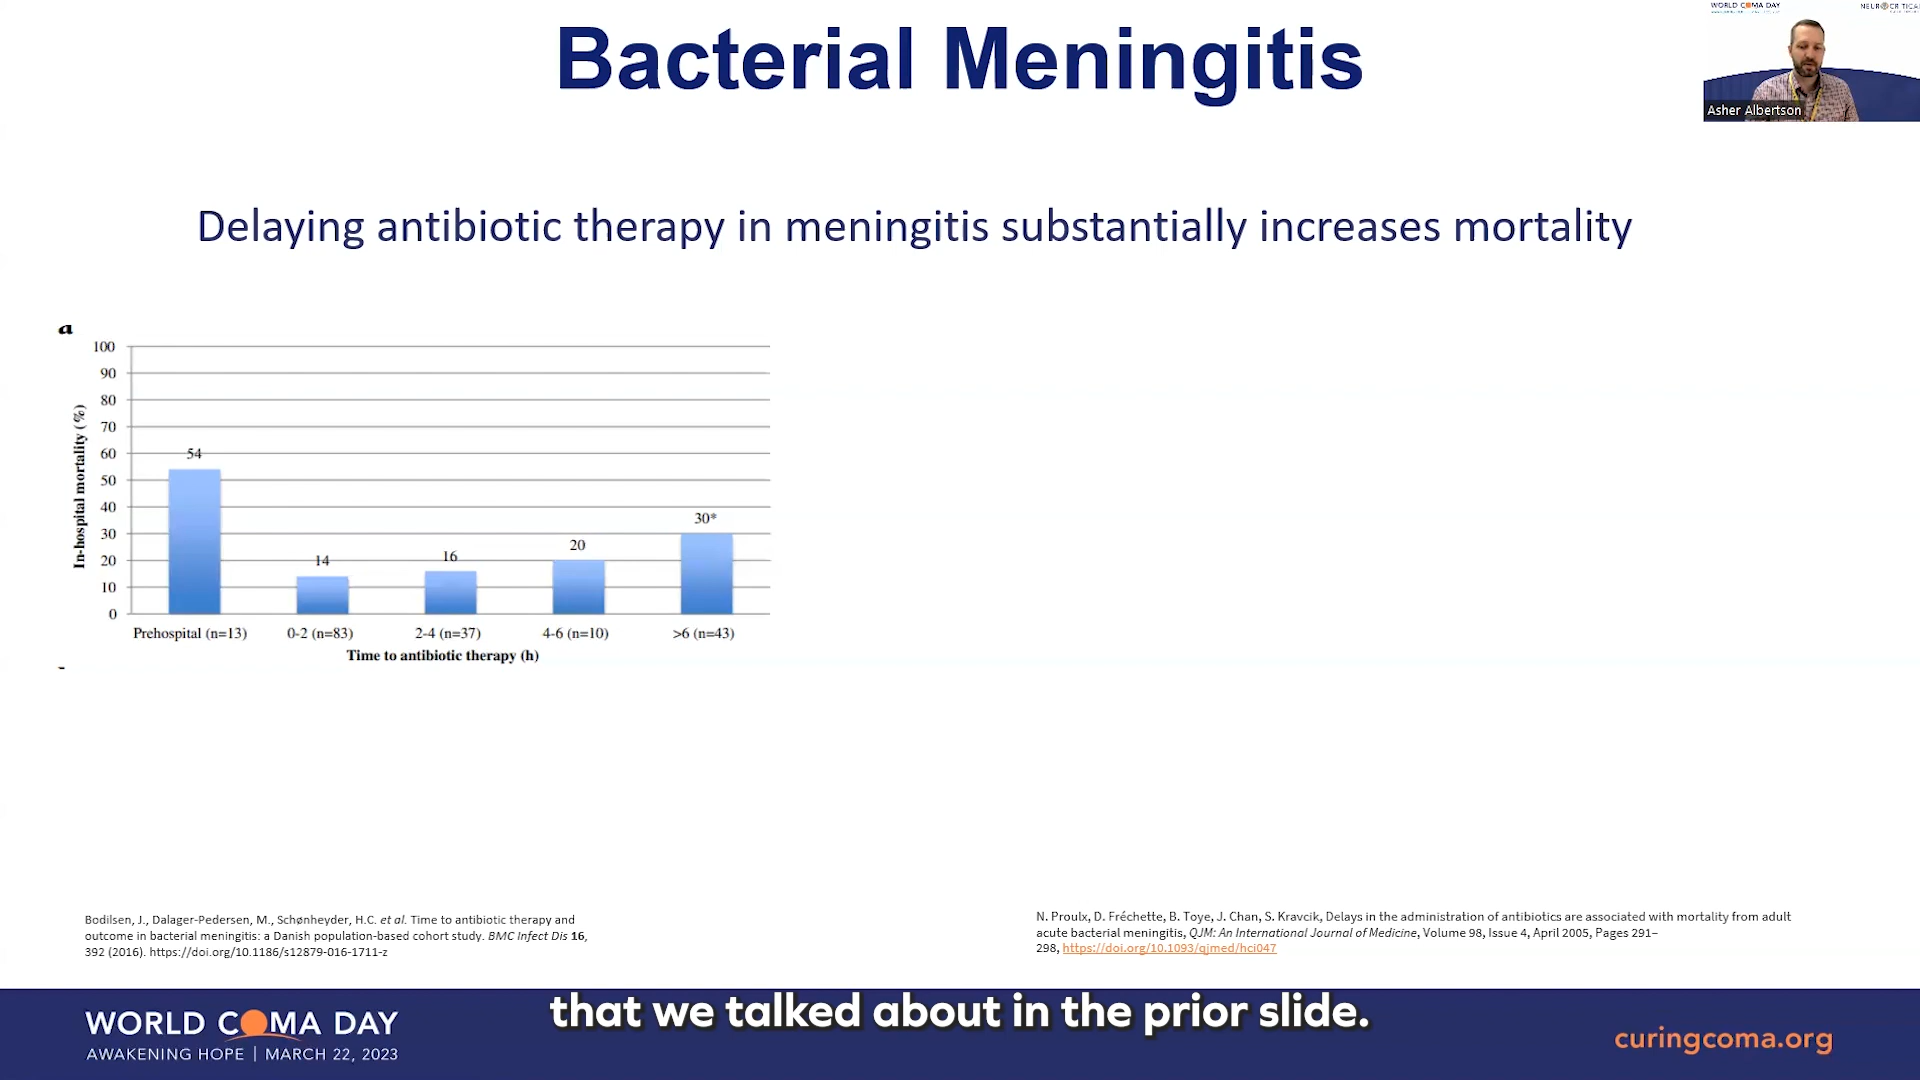 Bacterial Meningitis
WORLD COMA DAY
Asher Albertson
Delaying antibiotic therapy in meningitis substantially increases mortality
a
100
90
80
70
60
50
40
30
20
10
0
In-hospital mortality (%)
54
14
16
20
30*
Prehospital (n=13) 0-2 (n=83) 2-4 (n=37) 4-6 (n=10) >6 (n=43)
Time to antibiotic therapy (h)
Bodilsen, J., Dalager-Pedersen, M., Schønheyder, H.C. et al. Time to antibiotic therapy and
outcome in bacterial meningitis: a Danish population-based cohort study. BMC Infect Dis 16,
392 (2016). https://doi.org/10.1186/s12879-016-1711-z
N. Proulx, D. Fréchette, B. Toye, J. Chan, S. Kravcik, Delays in the administration of antibiotics are associated with mortality from adult
acute bacterial meningitis, QJM: An International Journal of Medicine, Volume 98, Issue 4, April 2005, Pages 291–
298, https://doi.org/10.1093/qjmed/hci047
that we talked about in the prior slide.
WORLD COMA DAY
AWAKENING HOPE | MARCH 22, 2023
curingcoma.org